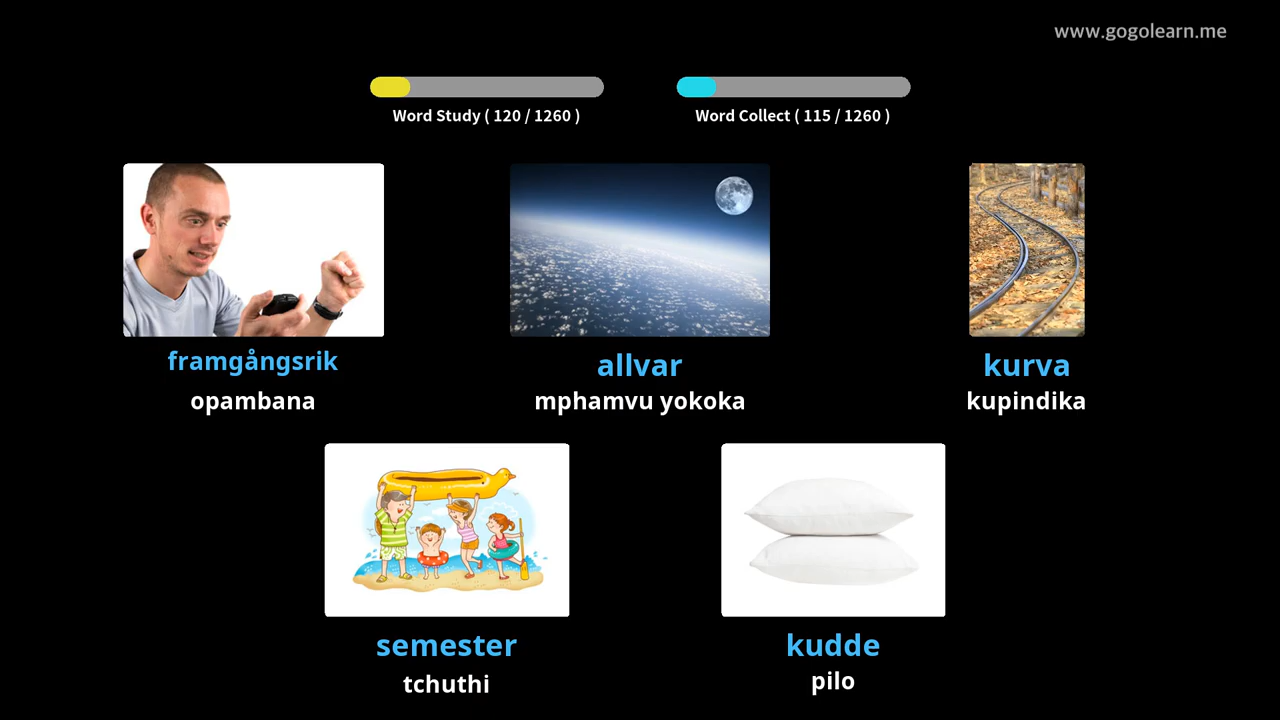 www.gogolearn.me
Word Study ( 120 / 1260 )
Word Collect ( 115 / 1260 )
framgångsrik
allvar
kurva
opambana
mphamvu yokoka
kupindika
semester
kudde
tchuthi
pilo